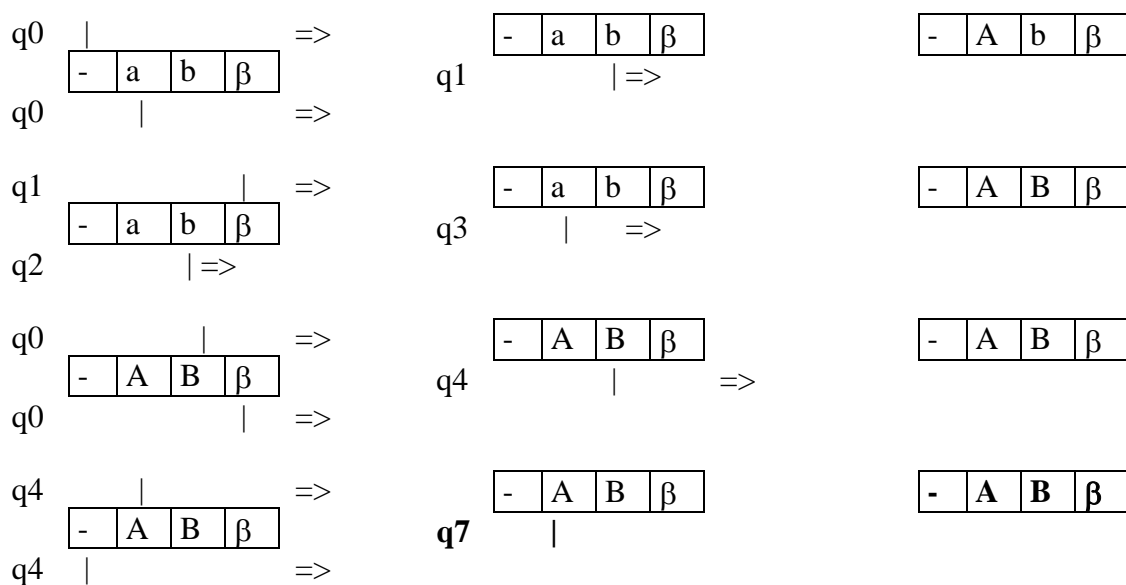 q0 | => - a b β - A b β
- a b β q1 | =>
q0 | =>
q1 | => - a b β - A B β
- a b β q3 | =>
q2 | =>
q0 | => - A B β - A B β
- A B β q4 | =>
q0 | =>
q4 | => - A B β - A B β
- A B β q7 |
q4 | =>